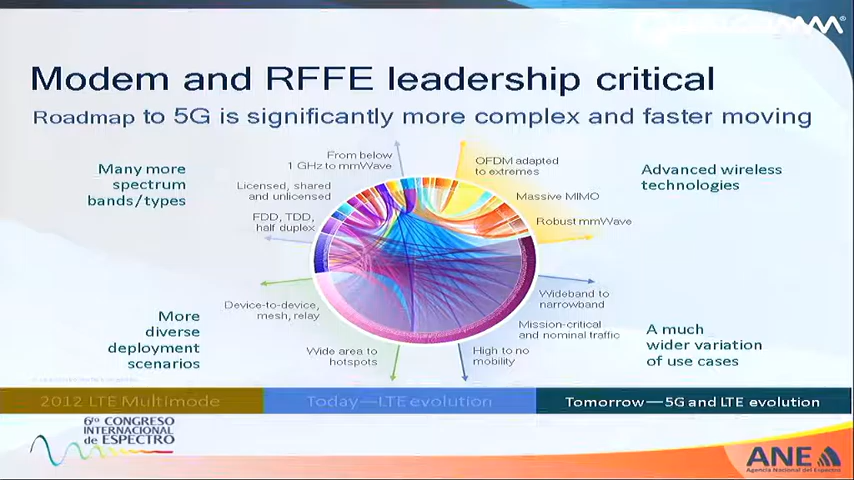 Modem and RFFE leadership critical
Roadmap to 5G is significantly more complex and faster moving
Many more
spectrum
bands/types
From below
1 GHz to mmWave
Licensed, shared
and unlicensed
FDD, TDD,
half duplex
OFDM adapted
to extremes
Massive MIMO
Robust mmWave
Advanced wireless
technologies
More
diverse
deployment
scenarios
Device-to-device,
mesh, relay
Wide area to
hotspots
Wideband to
narrowband
Mission-critical
and nominal traffic
High to no
mobility
A much
wider variation
of use cases
2012 LTE Multimode
Today—LTE evolution
Tomorrow—5G and LTE evolution
6to CONGRESO
INTERNACIONAL
de ESPECTRO
ANE
Agencia Nacional del Espectro